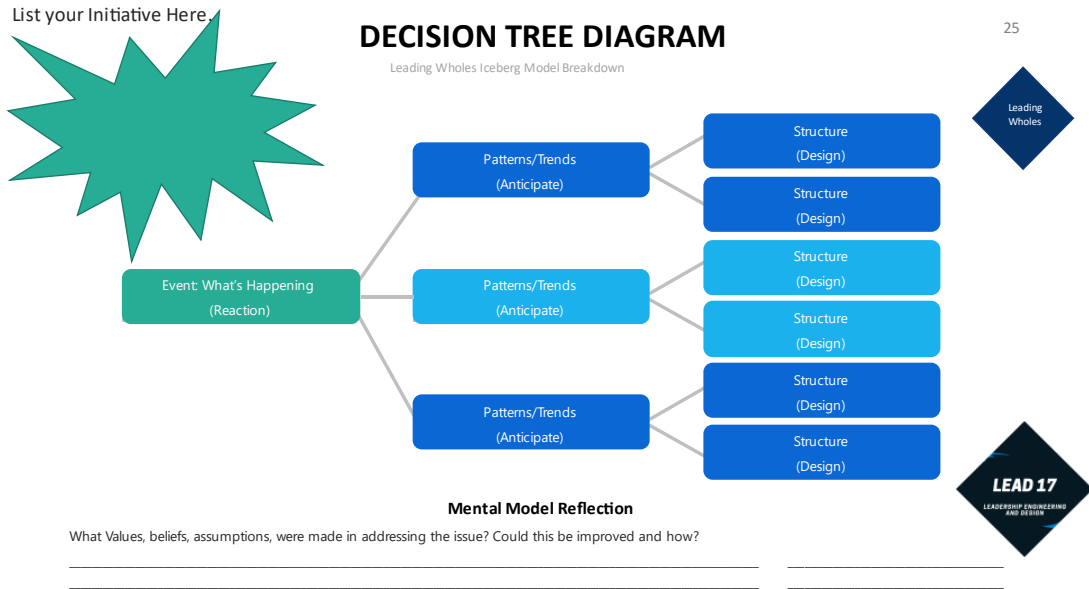 List your Initiative Here.
DECISION TREE DIAGRAM
25
Leading Wholes Iceberg Model Breakdown
Leading
Wholes
Patterns/Trends
(Anticipate)
Structure
(Design)
Structure
(Design)
Event: What's Happening
(Reaction)
Patterns/Trends
(Anticipate)
Structure
(Design)
Structure
(Design)
Patterns/Trends
(Anticipate)
Structure
(Design)
Structure
(Design)
LEAD 17
LEADERSHIP ENGINEERING
AND DESIGN
Mental Model Reflection
What Values, beliefs, assumptions, were made in addressing the issue? Could this be improved and how?